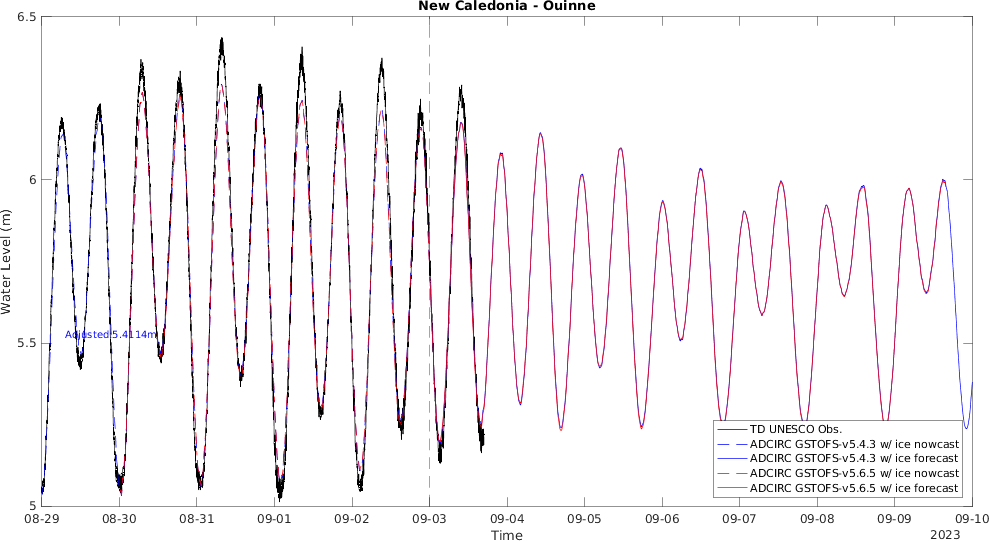 New Caledonia - Ouinne
6.5
6
5.5
5
Water Level (m)
Adjusted 5.4114m
TD UNESCO Obs.
ADCIRC GSTOFS-v5.4.3 w/ ice nowcast
ADCIRC GSTOFS-v5.4.3 w/ ice forecast
ADCIRC GSTOFS-v5.6.5 w/ ice nowcast
ADCIRC GSTOFS-v5.6.5 w/ ice forecast
08-29 08-30 08-31 09-01 09-02 09-03 09-04 09-05 09-06 09-07 09-08 09-09 09-10
Time
2023